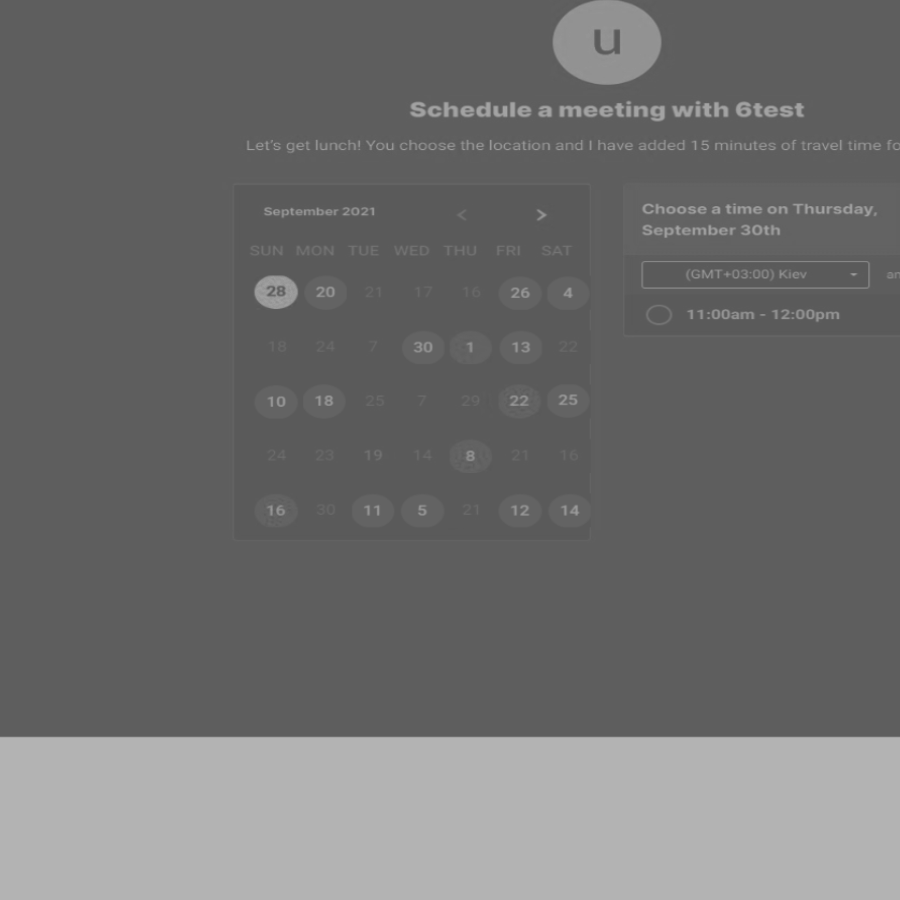 u
Schedule a meeting with 6test
Let's get lunch! You choose the location and I have added 15 minutes of travel time
September 2021 < >
SUN MON TUE WED THU FRI SAT
28 20 21 17 16 26 4
18 24 7 30 1 13 22
10 18 25 7 29 22 25
24 23 19 14 8 21 16
16 30 11 5 21 12 14
Choose a time on Thursday,
September 30th
(GMT+03:00) Kiev
11:00am - 12:00pm